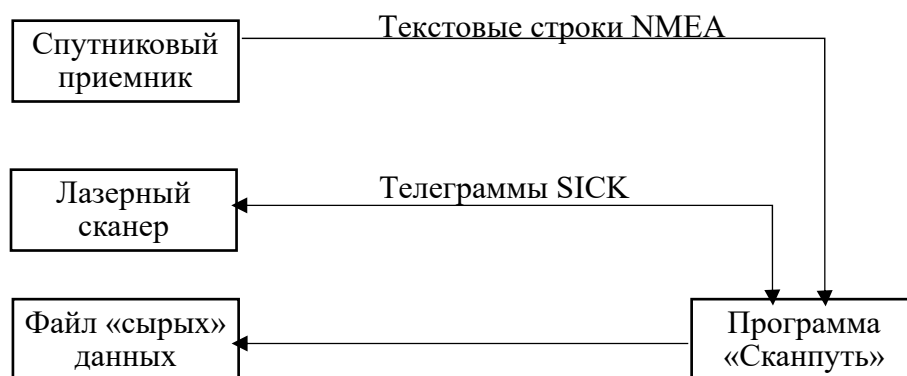 Спутниковый
приемник
Текстовые строки NMEA
Лазерный
сканер
Телеграммы SICK
Файл «сырых»
данных
Программа
«Сканпуть»